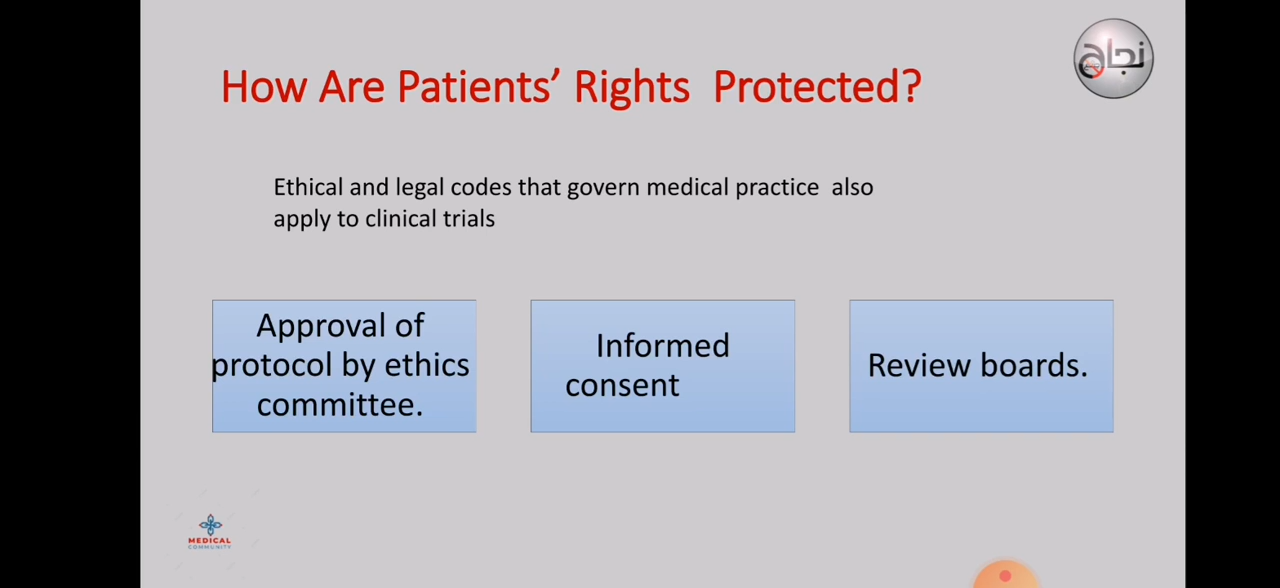 نجاح
How Are Patients’ Rights Protected?
Ethical and legal codes that govern medical practice also
apply to clinical trials
Approval of
protocol by ethics
committee.
Informed
consent
Review boards.
MEDICAL
COMMUNITY